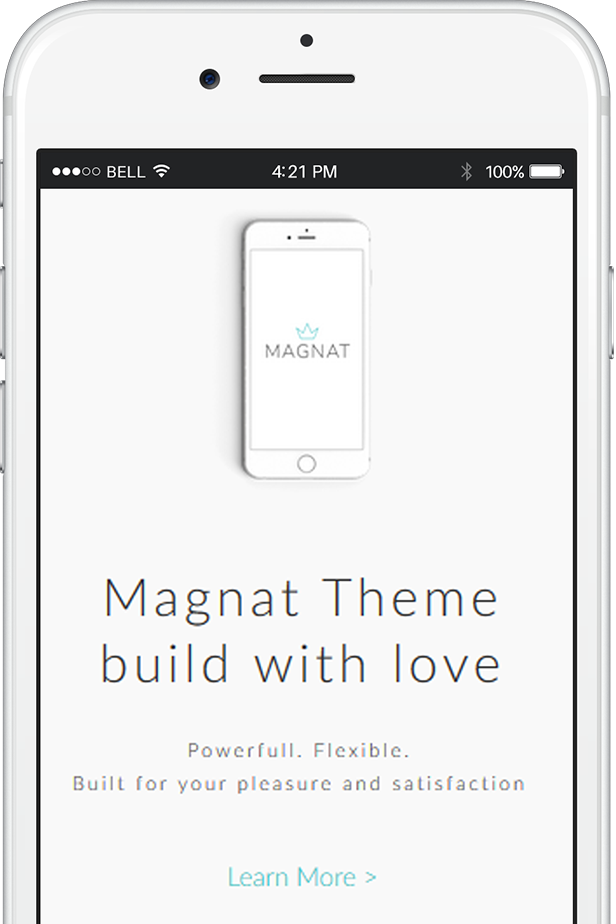 BELL 4:21 PM 100%
MAGNAT
Magnat Theme
build with love
Powerfull. Flexible.
Built for your pleasure and satisfaction
Learn More >